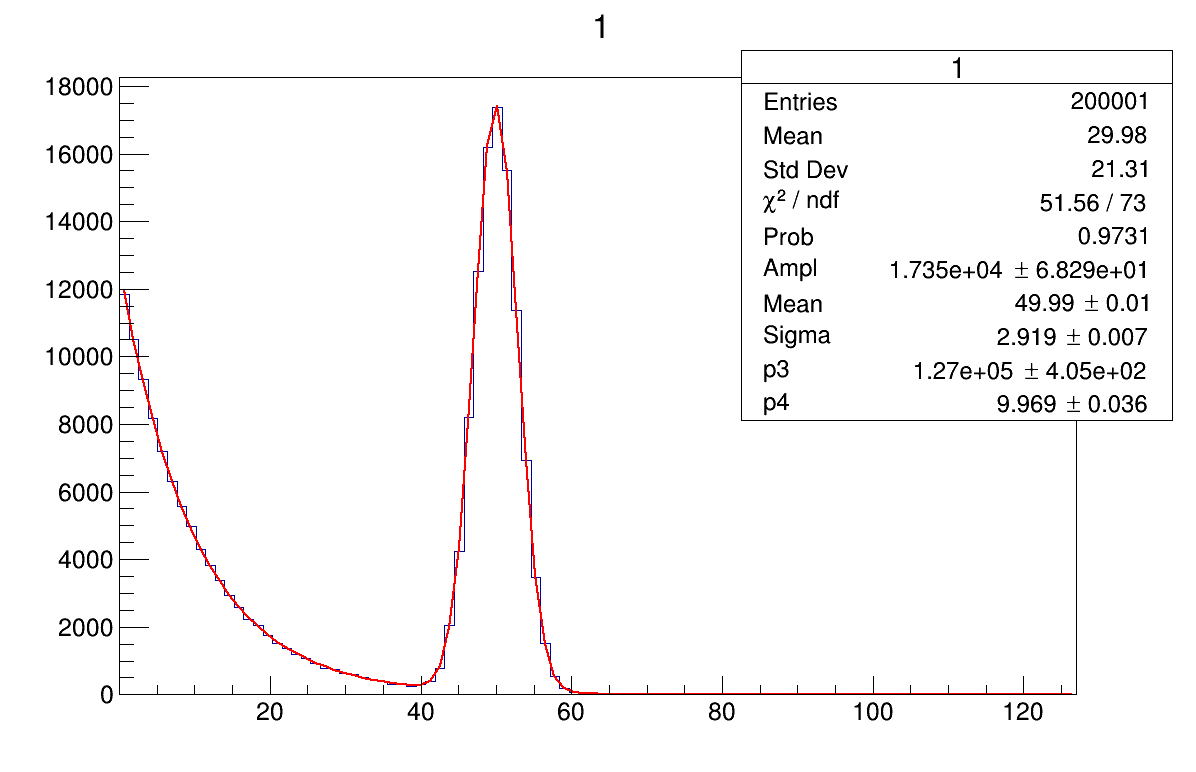 1
1
Entries 200001
Mean 29.98
Std Dev 21.31
χ² / ndf 51.56 / 73
Prob 0.9731
Ampl 1.735e+04 ± 6.829e+01
Mean 49.99 ± 0.01
Sigma 2.919 ± 0.007
p3 1.27e+05 ± 4.05e+02
p4 9.969 ± 0.036
18000
16000
14000
12000
10000
8000
6000
4000
2000
0
20 40 60 80 100 120